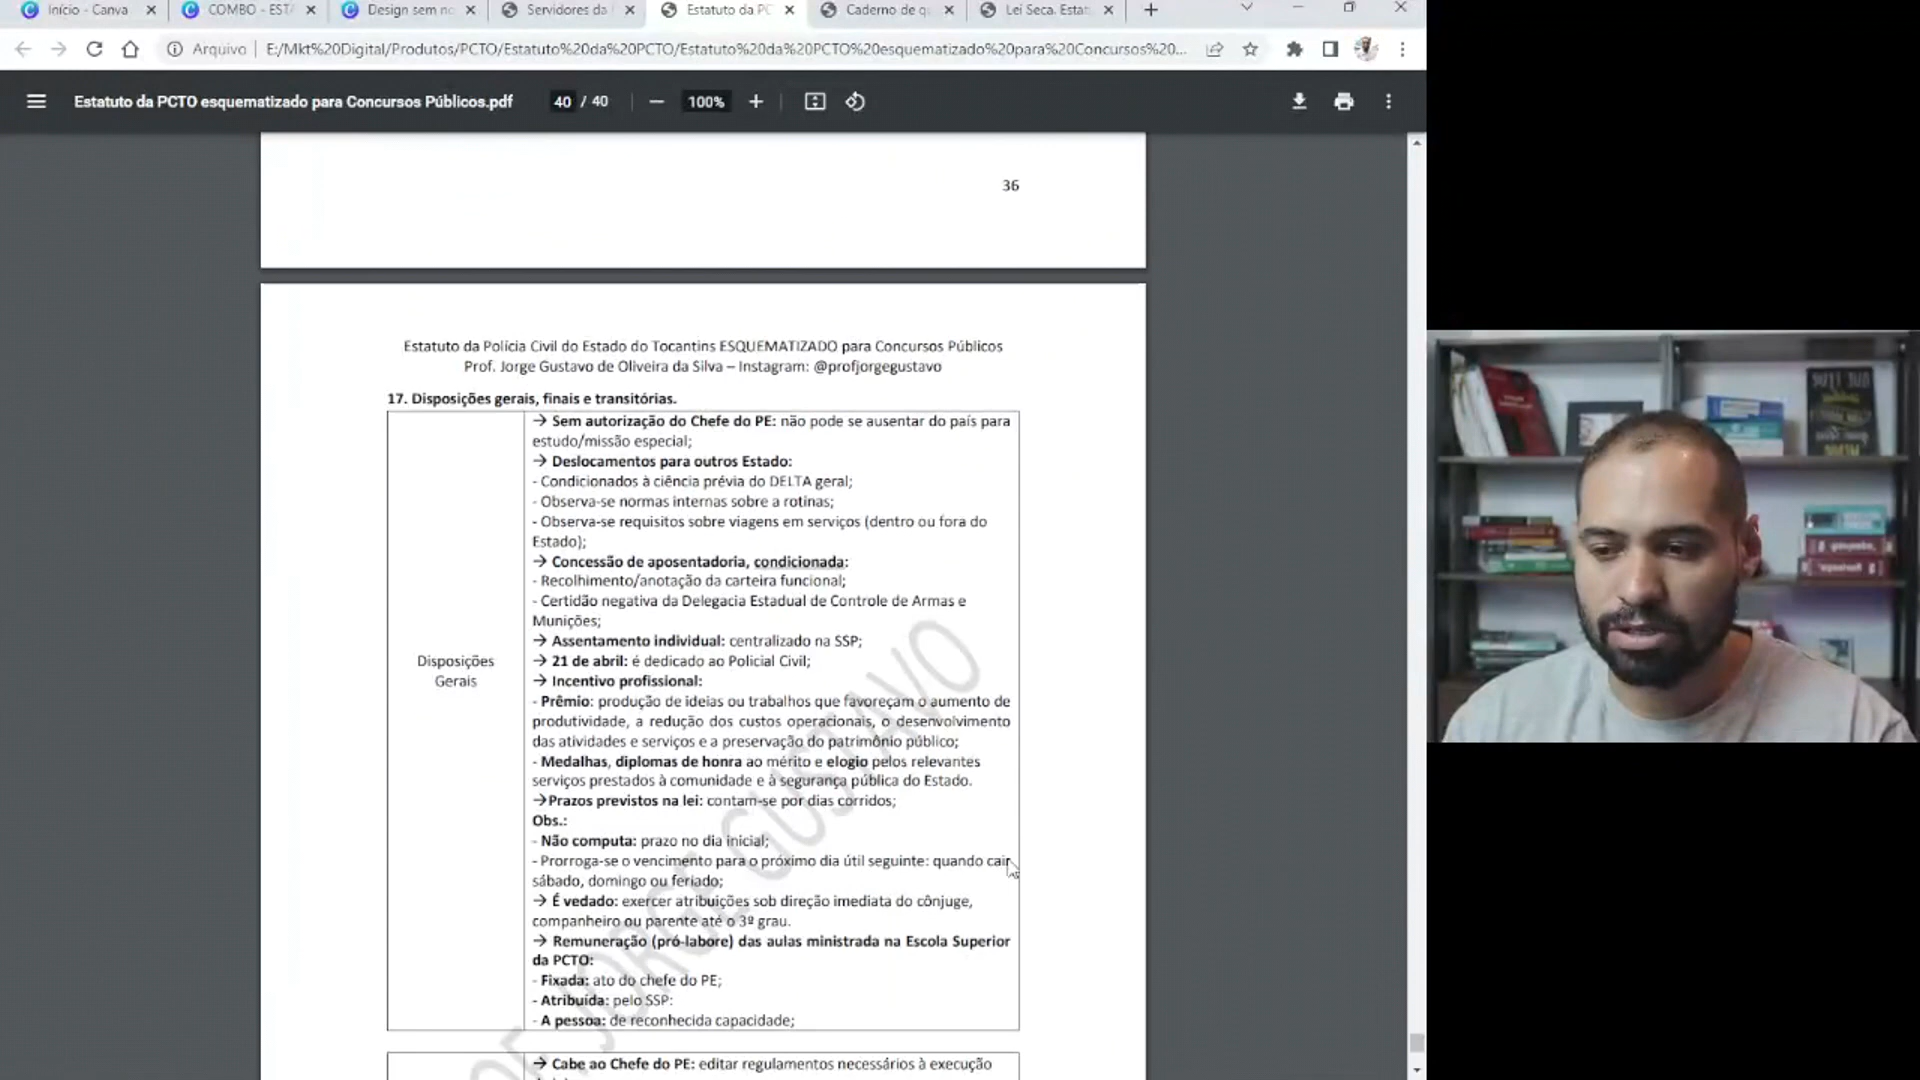 Início - Canva
COMBO - EST
Design sem n
Servidores da
Estatuto da PC
Caderno de q
Lei Seca. Estat
Arquivo
E:/Mkt%20Digital/Produtos/PCTO/Estatuto%20da%20PCTO/Estatuto%20da%20PCTO%20esquematizado%20para%20Concursos%20...
Estatuto da PCTO esquematizado para Concursos Públicos.pdf
40 / 40
100%
36
Estatuto da Polícia Civil do Estado do Tocantins ESQUEMATIZADO para Concursos Públicos
Prof. Jorge Gustavo de Oliveira da Silva – Instagram: @profjorgegustavo
17. Disposições gerais, finais e transitórias.
Disposições
Gerais
→ Sem autorização do Chefe do PE: não pode se ausentar do país para
estudo/missão especial;
→ Deslocamentos para outros Estado:
- Condicionados à ciência prévia do DELTA geral;
- Observa-se normas internas sobre a rotinas;
- Observa-se requisitos sobre viagens em serviços (dentro ou fora do
Estado);
→ Concessão de aposentadoria, condicionada:
- Recolhimento/anotação da carteira funcional;
- Certidão negativa da Delegacia Estadual de Controle de Armas e
Munições;
→ Assentamento individual: centralizado na SSP;
→ 21 de abril: é dedicado ao Policial Civil;
→ Incentivo profissional:
- Prêmio: produção de ideias ou trabalhos que favoreçam o aumento de
produtividade, a redução dos custos operacionais, o desenvolvimento
das atividades e serviços e a preservação do patrimônio público;
- Medalhas, diplomas de honra ao mérito e elogio pelos relevantes
serviços prestados à comunidade e à segurança pública do Estado.
→Prazos previstos na lei: contam-se por dias corridos;
Obs.:
- Não computa: prazo no dia inicial;
- Prorroga-se o vencimento para o próximo dia útil seguinte: quando cair
sábado, domingo ou feriado;
→ É vedado: exercer atribuições sob direção imediata do cônjuge,
companheiro ou parente até o 3º grau.
→ Remuneração (pró-labore) das aulas ministrada na Escola Superior
da PCTO:
- Fixada: ato do chefe do PE;
- Atribuída: pelo SSP:
- A pessoa: de reconhecida capacidade;
→ Cabe ao Chefe do PE: editar regulamentos necessários à execução
JORGE GUSTAVO